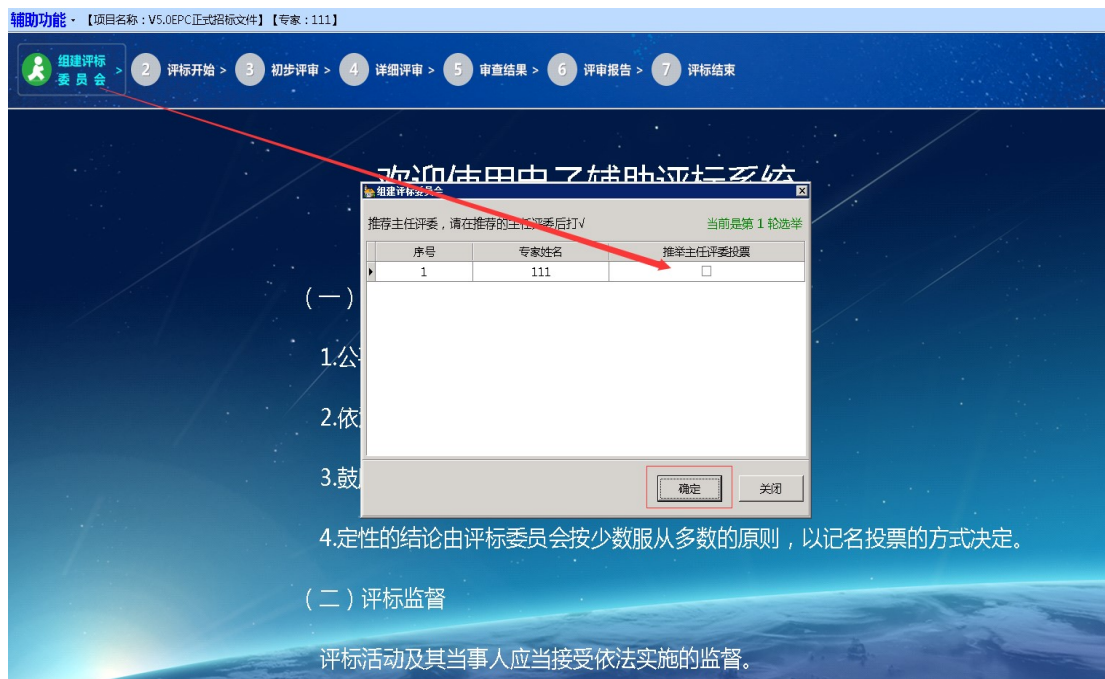 辅助功能 - 【项目名称：V5.0EPC正式招标文件】【专家：111】
组建评标委员会 > 2 评标开始 > 3 初步评审 > 4 详细评审 > 5 审查结果 > 6 评审报告 > 7 评标结束
欢迎使用电子辅助评标系统
组建评标委员会
推荐主任评委，请在推荐的主任评委后打√ 当前是第 1 轮选举
序号 专家姓名 推举主任评委投票
1 111
（一）
1.公
2.依
3.鼓
确定 关闭
4.定性的结论由评标委员会按少数服从多数的原则，以记名投票的方式决定。
（二）评标监督
评标活动及其当事人应当接受依法实施的监督。